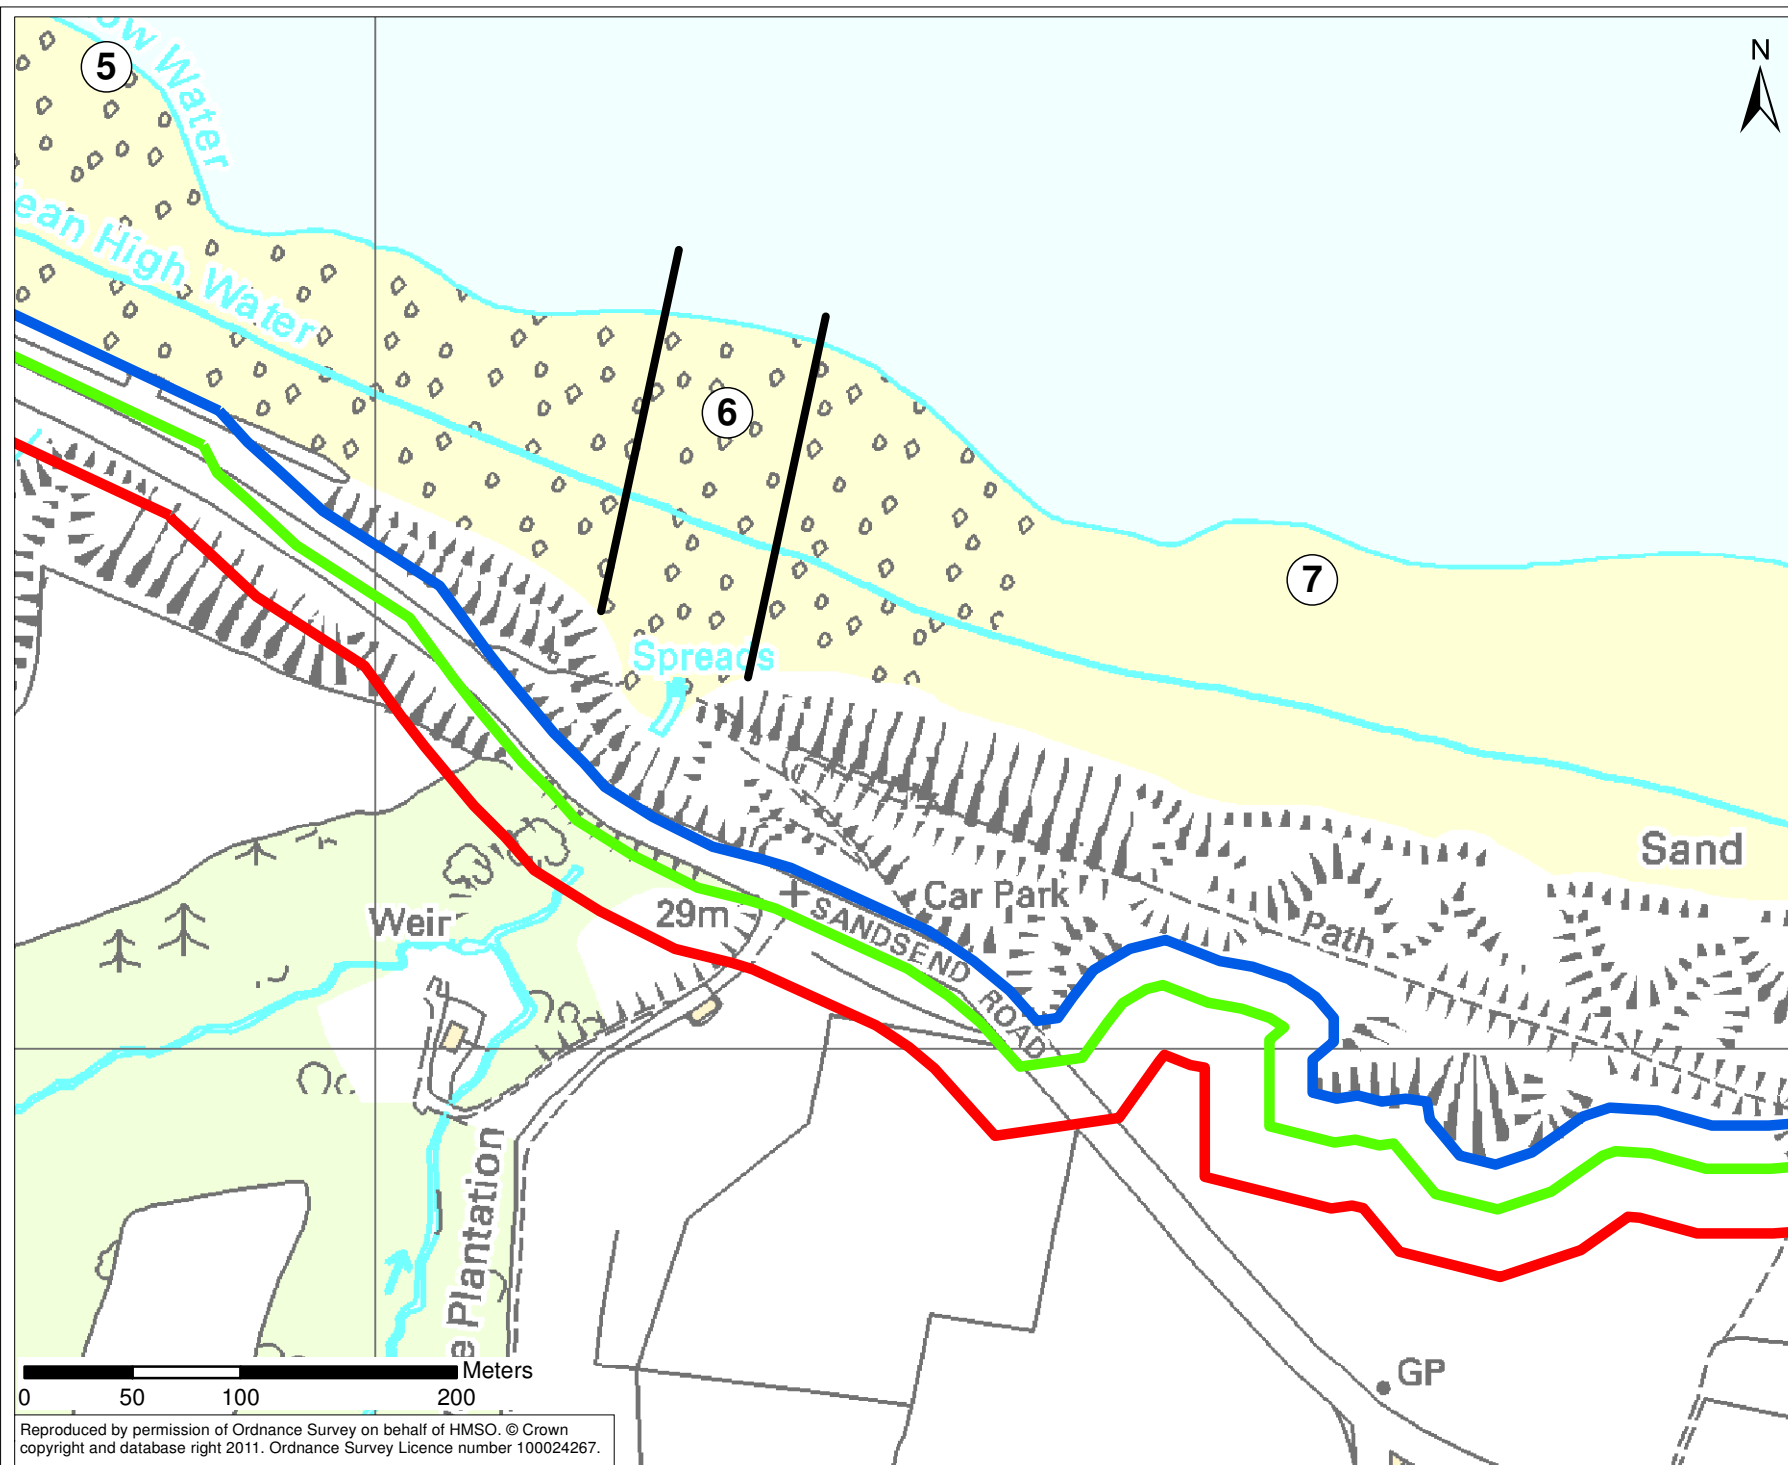 ow Water
5
N
ean High Water
6
7
Spreads
Sand
Car Park
Path
29m
SANDSEND ROAD
Weir
e Plantation
GP
Meters
0 50 100 200
Reproduced by permission of Ordnance Survey on behalf of HMSO. © Crown
copyright and database right 2011. Ordnance Survey Licence number 100024267.